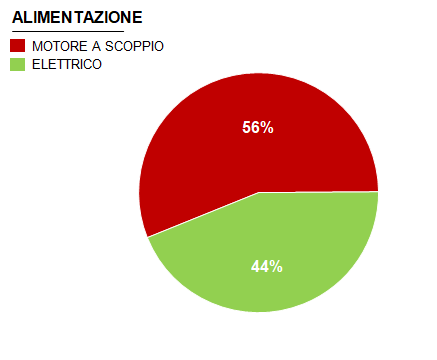 ALIMENTAZIONE
MOTORE A SCOPPIO
ELETTRICO
56%
44%